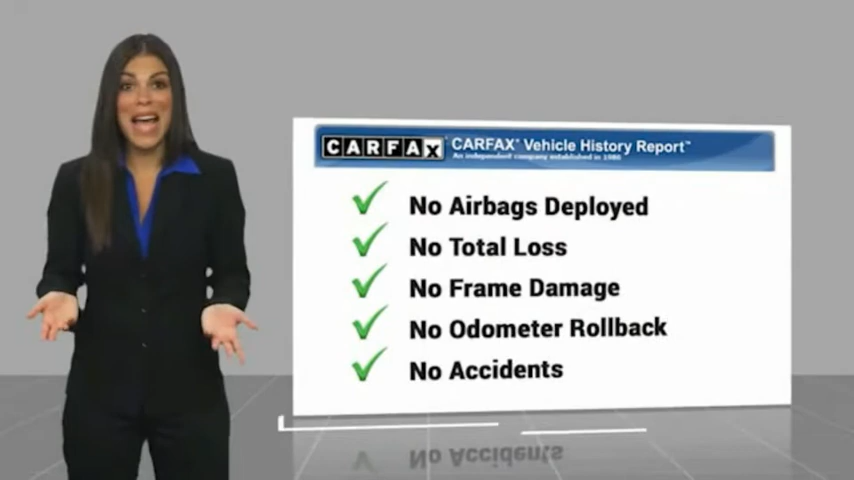 CARFAX CARFAX® Vehicle History Report™
An independent company established in 1986
No Airbags Deployed
No Total Loss
No Frame Damage
No Odometer Rollback
No Accidents
No Accidents